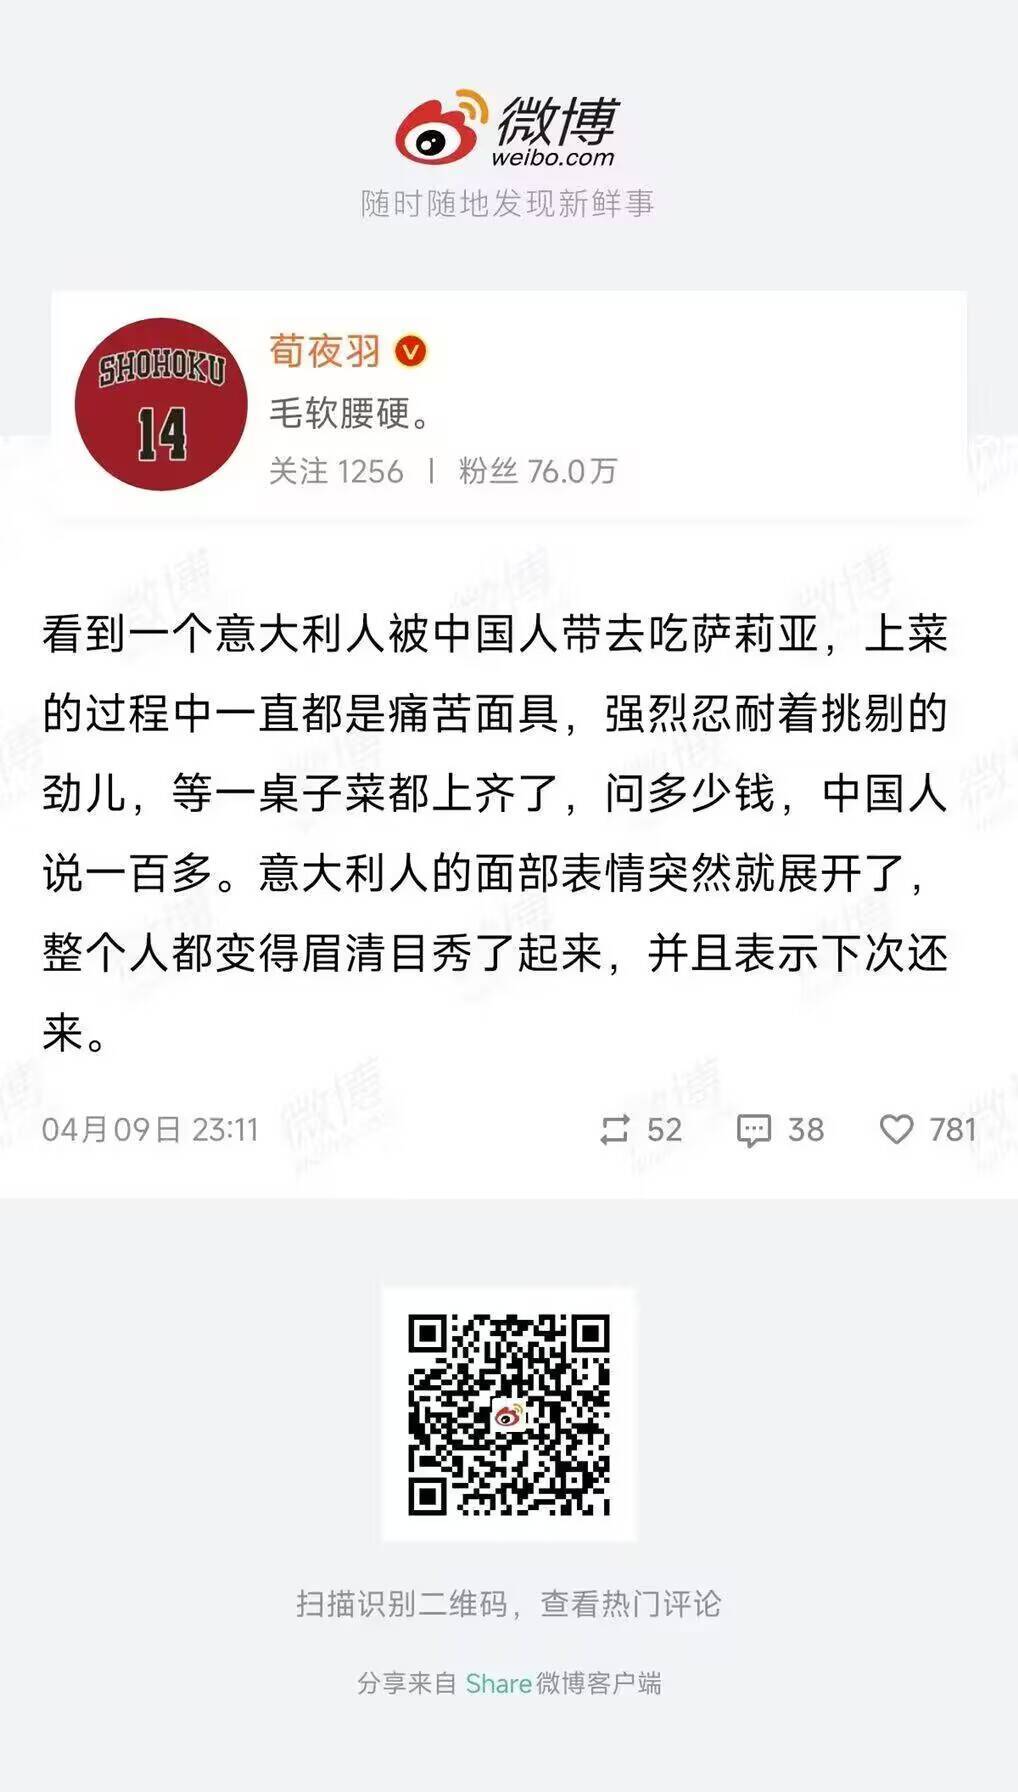 微博
weibo.com
随时随地发现新鲜事
SHOHOKU
14
荀夜羽
毛软腰硬。
关注 1256 | 粉丝 76.0万
看到一个意大利人被中国人带去吃萨莉亚，上菜
的过程中一直都是痛苦面具，强烈忍耐着挑剔的
劲儿，等一桌子菜都上齐了，问多少钱，中国人
说一百多。意大利人的面部表情突然就展开了，
整个人都变得眉清目秀了起来，并且表示下次还
来。
04月09日 23:11 52 38 781
扫描识别二维码，查看热门评论
分享来自 Share微博客户端